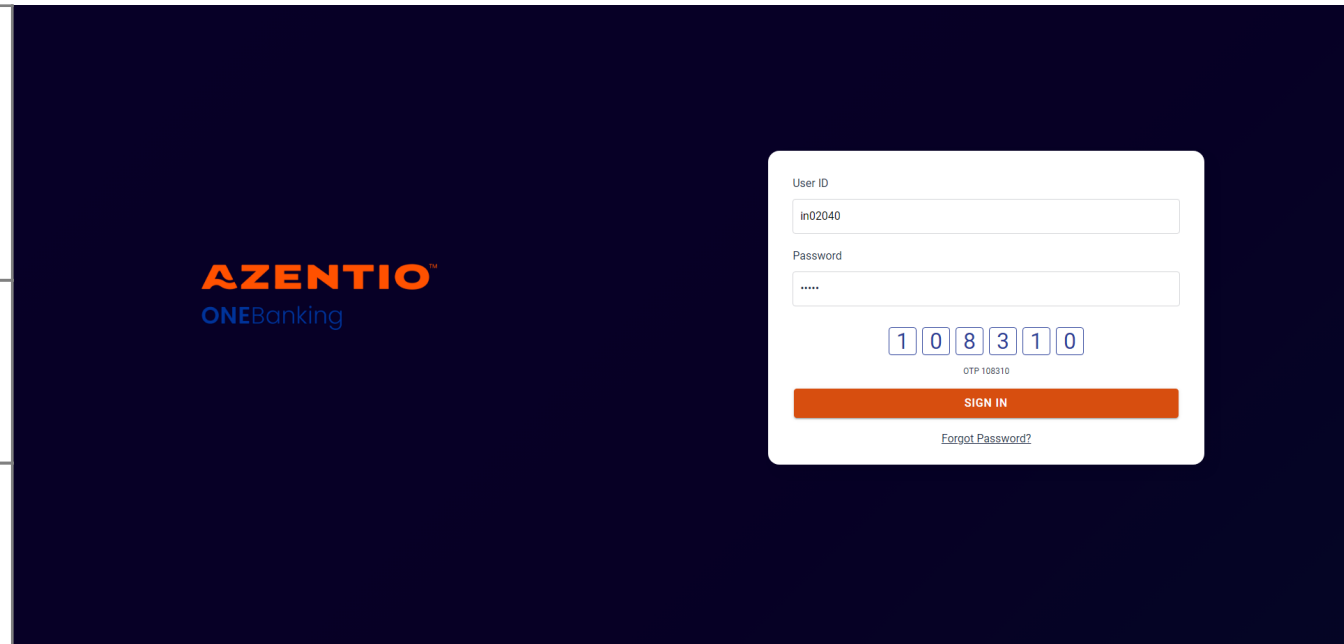 AZENTIO™
ONEBanking
User ID
in02040
Password
•••••
1 0 8 3 1 0
OTP 108310
SIGN IN
Forgot Password?